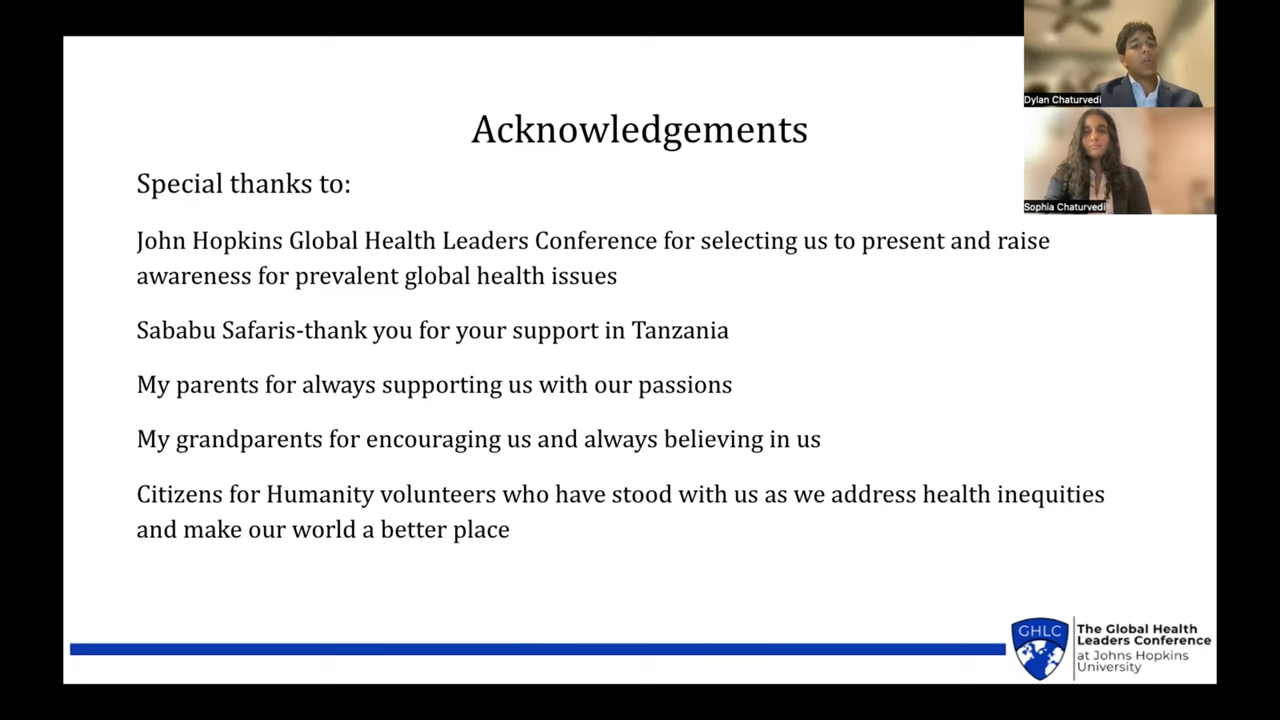 Acknowledgements
Special thanks to:
John Hopkins Global Health Leaders Conference for selecting us to present and raise
awareness for prevalent global health issues
Sababu Safaris-thank you for your support in Tanzania
My parents for always supporting us with our passions
My grandparents for encouraging us and always believing in us
Citizens for Humanity volunteers who have stood with us as we address health inequities
and make our world a better place
Dylan Chaturvedi
Sophia Chaturvedi
GHLC
The Global Health
Leaders Conference
at Johns Hopkins
University